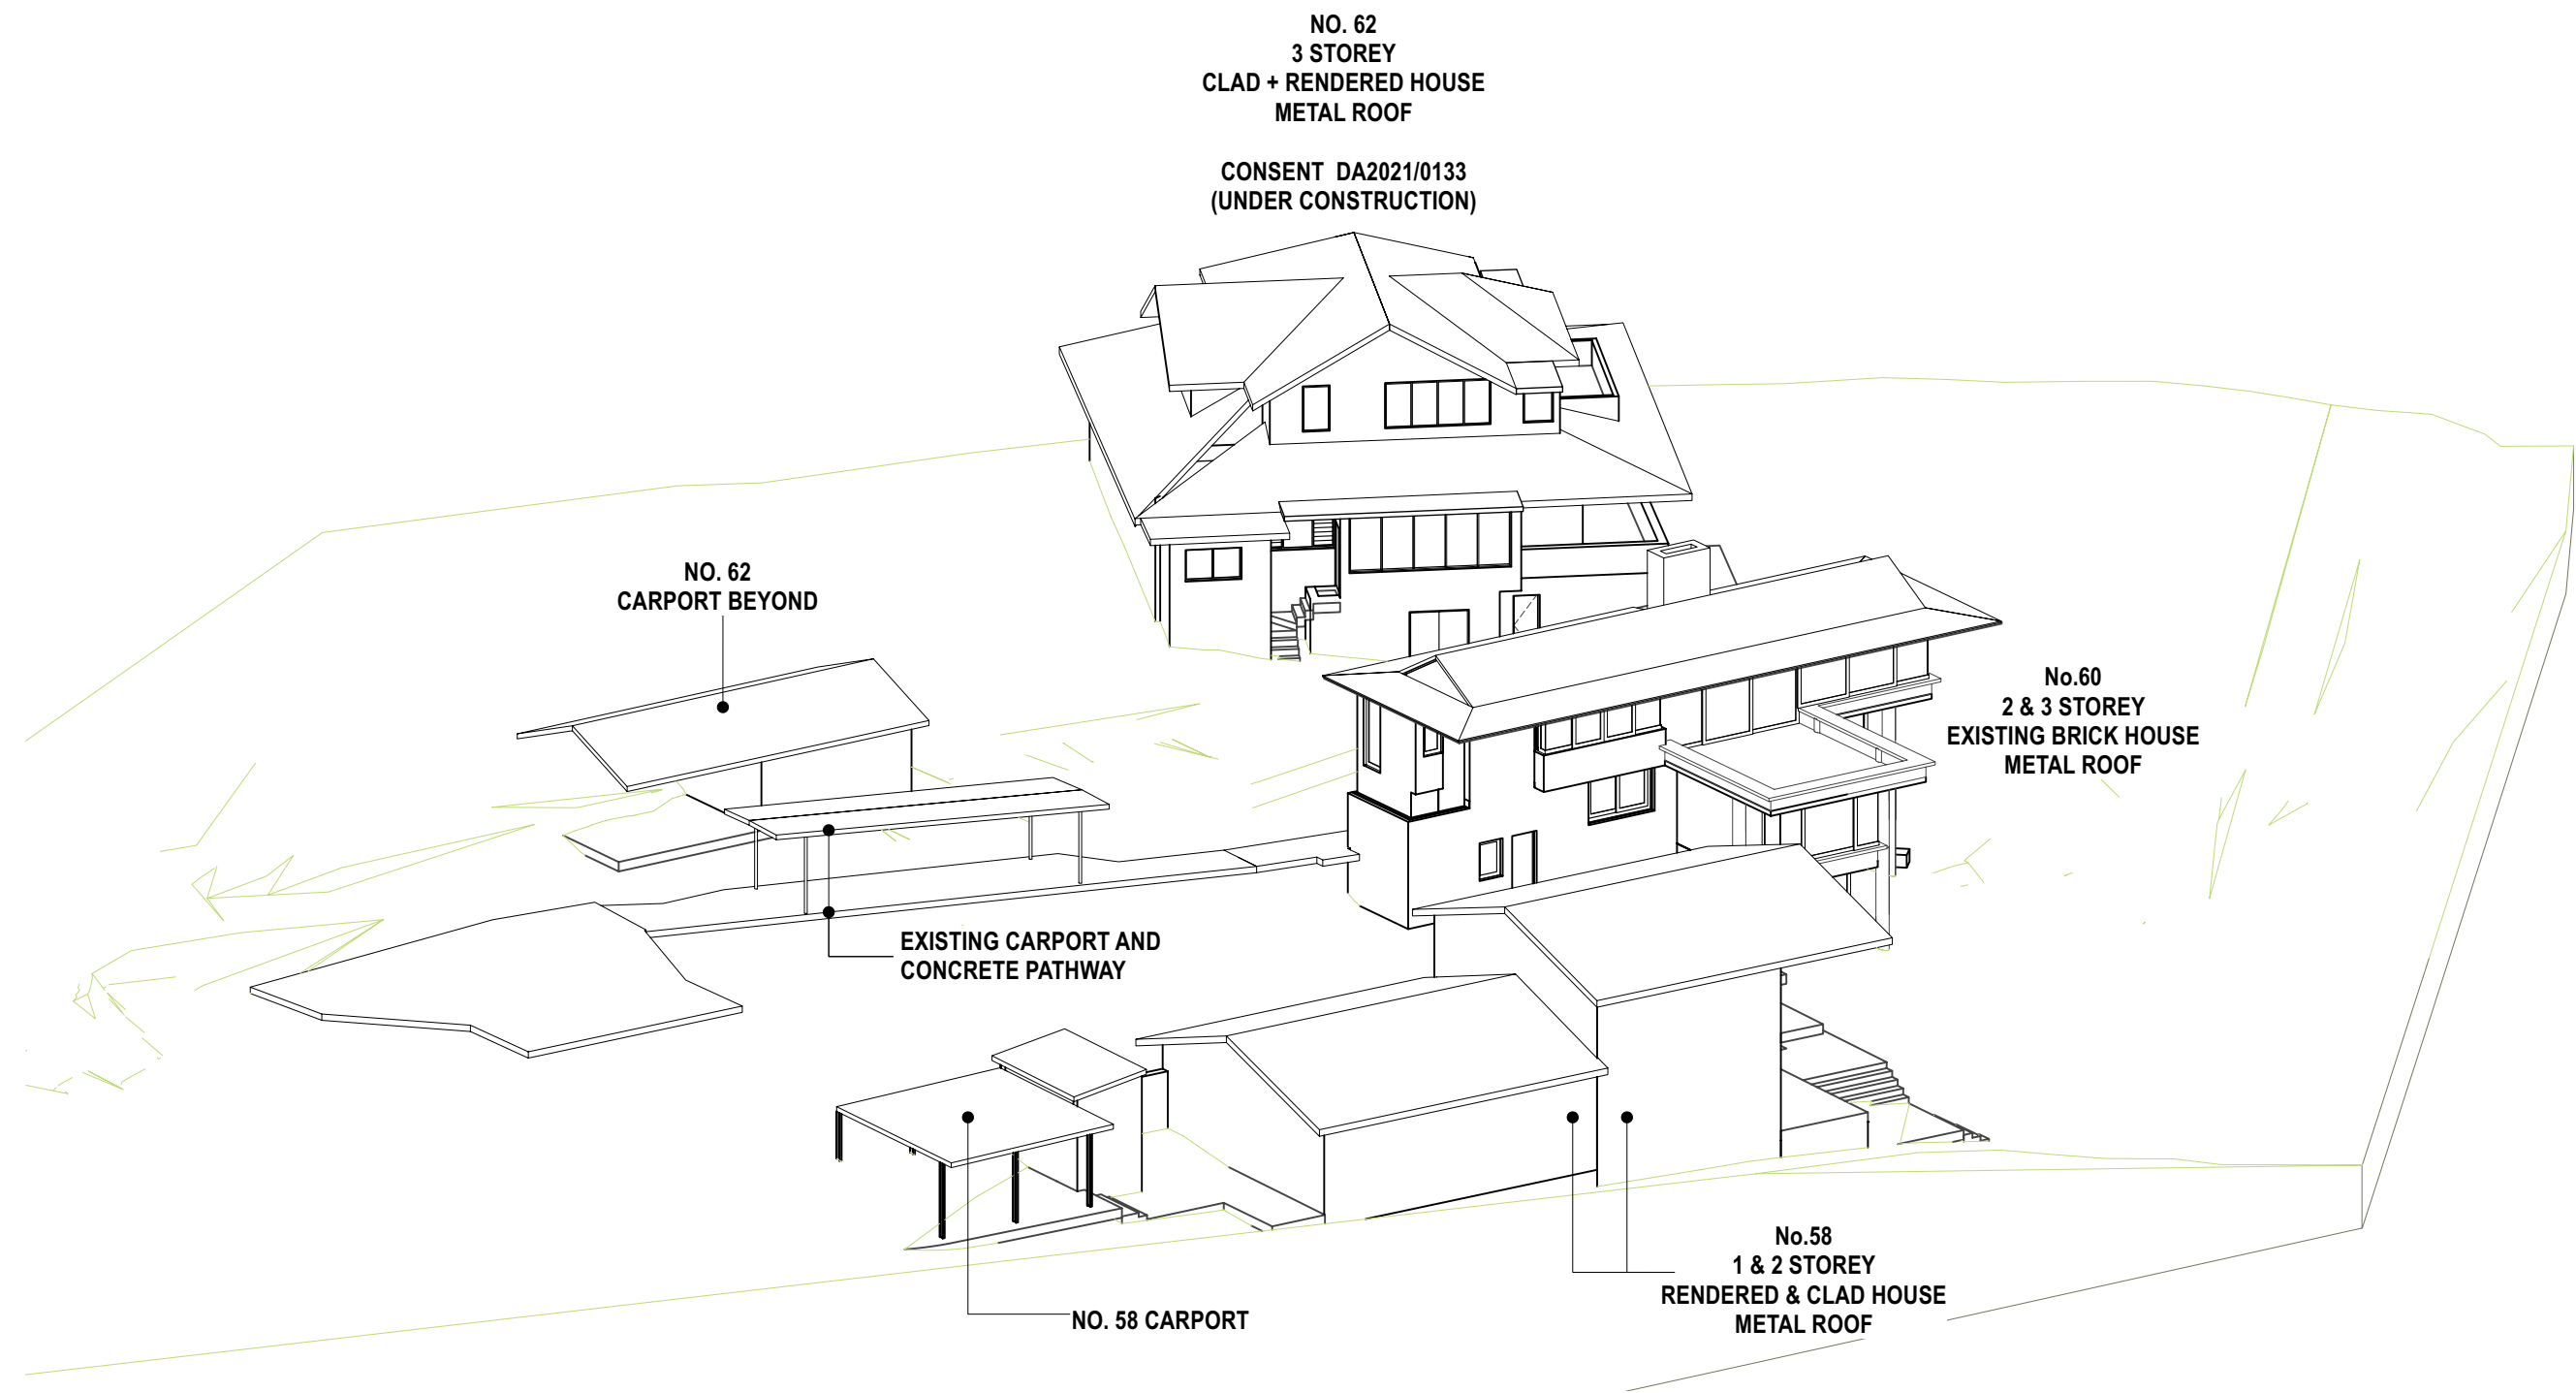 NO. 62
3 STOREY
CLAD + RENDERED HOUSE
METAL ROOF
CONSENT DA2021/0133
(UNDER CONSTRUCTION)
NO. 62
CARPORT BEYOND
No.60
2 & 3 STOREY
EXISTING BRICK HOUSE
METAL ROOF
EXISTING CARPORT AND
CONCRETE PATHWAY
No.58
1 & 2 STOREY
RENDERED & CLAD HOUSE
METAL ROOF
NO. 58 CARPORT